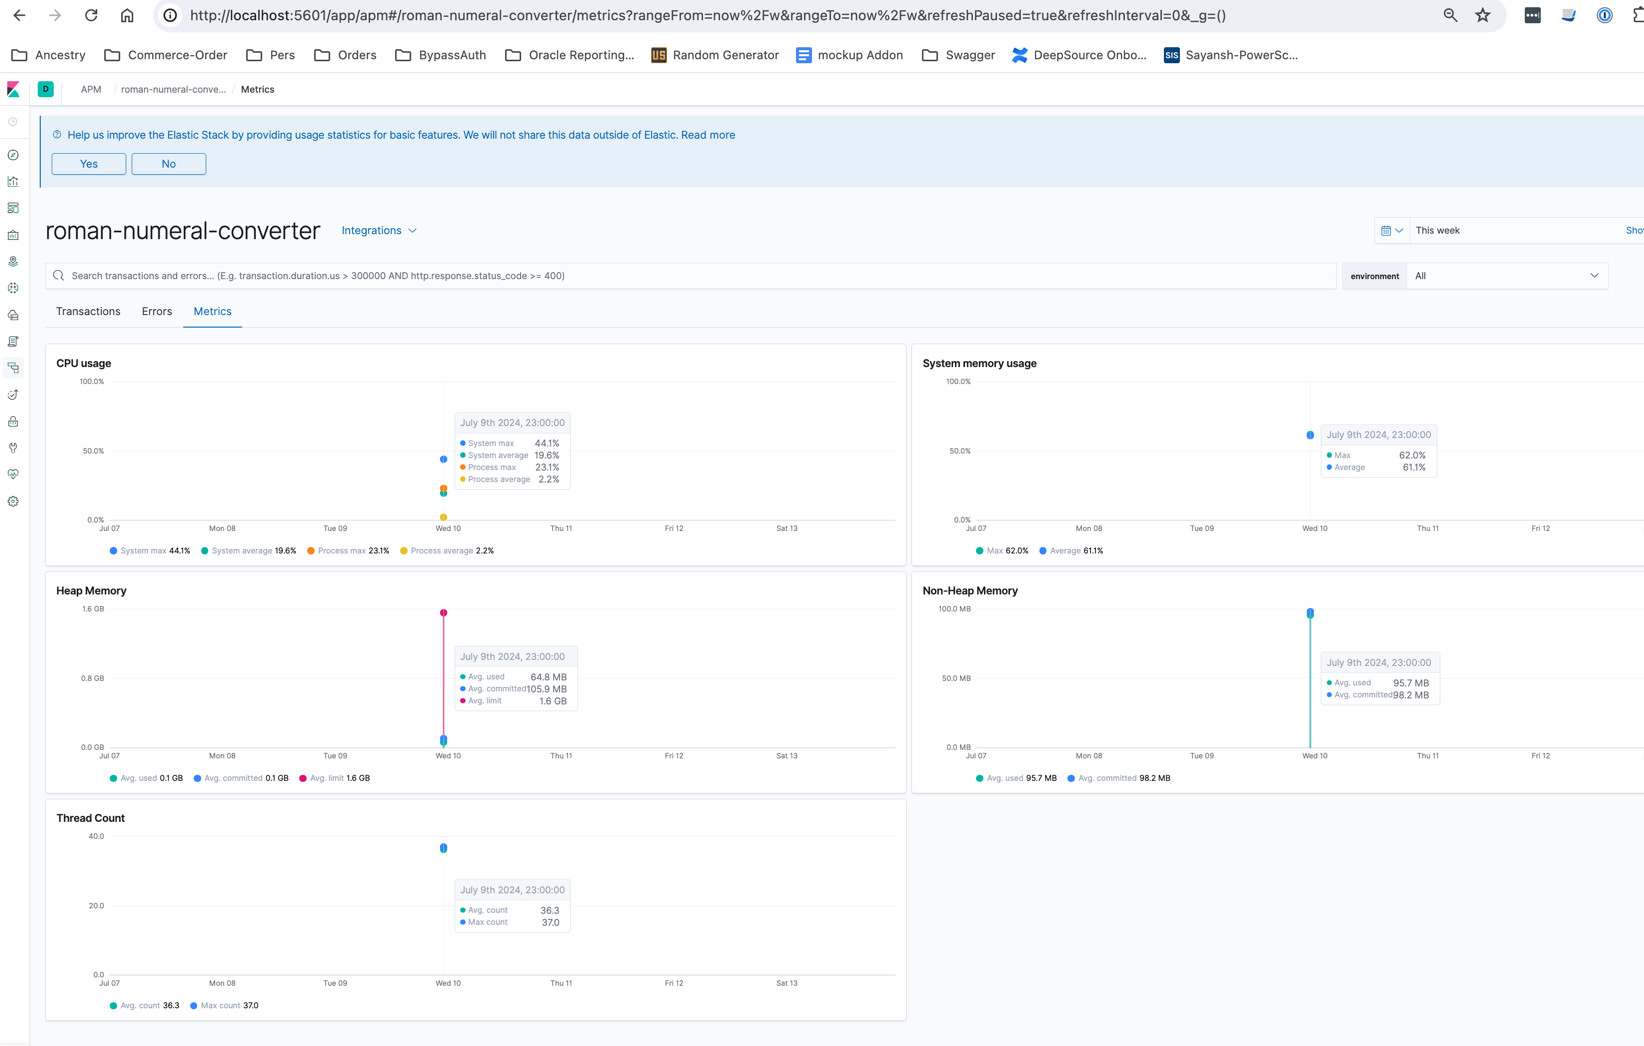 http://localhost:5601/app/apm#/roman-numeral-converter/metrics?rangeFrom=now%2Fw&rangeTo=now%2Fw&refreshPaused=true&refreshInterval=0&_g=()
Ancestry Commerce-Order Pers Orders BypassAuth Oracle Reporting... US Random Generator mockup Addon Swagger DeepSource Onbo... SIS Sayansh-PowerSc...
D APM / roman-numeral-conve... / Metrics
Help us improve the Elastic Stack by providing usage statistics for basic features. We will not share this data outside of Elastic. Read more
Yes No
roman-numeral-converter Integrations This week Sho
Search transactions and errors... (E.g. transaction.duration.us > 300000 AND http.response.status_code >= 400) environment All
Transactions Errors Metrics
CPU usage
100.0%
50.0%
0.0%
July 9th 2024, 23:00:00
System max 44.1%
System average 19.6%
Process max 23.1%
Process average 2.2%
Jul 07 Mon 08 Tue 09 Wed 10 Thu 11 Fri 12 Sat 13
System max 44.1% System average 19.6% Process max 23.1% Process average 2.2%
System memory usage
100.0%
50.0%
0.0%
July 9th 2024, 23:00:00
Max 62.0%
Average 61.1%
Jul 07 Mon 08 Tue 09 Wed 10 Thu 11 Fri 12
Max 62.0% Average 61.1%
Heap Memory
1.6 GB
0.8 GB
0.0 GB
July 9th 2024, 23:00:00
Avg. used 64.8 MB
Avg. committed 105.9 MB
Avg. limit 1.6 GB
Jul 07 Mon 08 Tue 09 Wed 10 Thu 11 Fri 12 Sat 13
Avg. used 0.1 GB Avg. committed 0.1 GB Avg. limit 1.6 GB
Non-Heap Memory
100.0 MB
50.0 MB
0.0 MB
July 9th 2024, 23:00:00
Avg. used 95.7 MB
Avg. committed 98.2 MB
Jul 07 Mon 08 Tue 09 Wed 10 Thu 11 Fri 12
Avg. used 95.7 MB Avg. committed 98.2 MB
Thread Count
40.0
20.0
0.0
July 9th 2024, 23:00:00
Avg. count 36.3
Max count 37.0
Jul 07 Mon 08 Tue 09 Wed 10 Thu 11 Fri 12 Sat 13
Avg. count 36.3 Max count 37.0